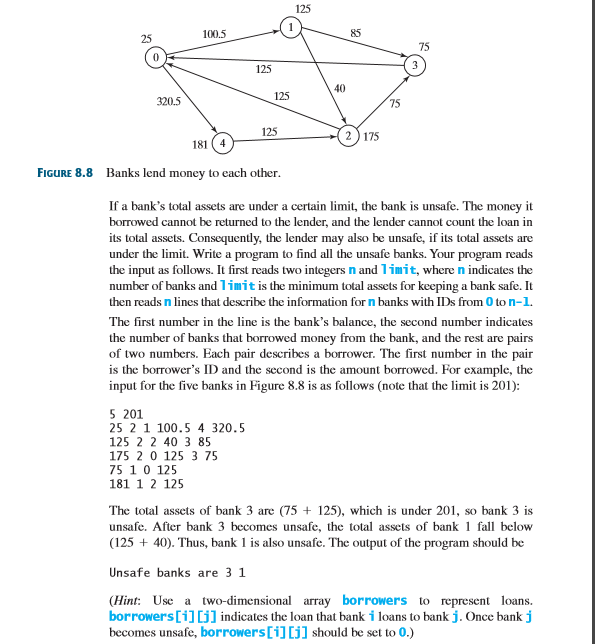 125
1
100.5
85
25
75
0
3
125
40
125
320.5
75
125
2 175
181 4
FIGURE 8.8 Banks lend money to each other.
If a bank's total assets are under a certain limit, the bank is unsafe. The money it
borrowed cannot be returned to the lender, and the lender cannot count the loan in
its total assets. Consequently, the lender may also be unsafe, if its total assets are
under the limit. Write a program to find all the unsafe banks. Your program reads
the input as follows. It first reads two integers n and limit, where n indicates the
number of banks and limit is the minimum total assets for keeping a bank safe. It
then reads n lines that describe the information for n banks with IDs from 0 to n-1.
The first number in the line is the bank's balance, the second number indicates
the number of banks that borrowed money from the bank, and the rest are pairs
of two numbers. Each pair describes a borrower. The first number in the pair
is the borrower's ID and the second is the amount borrowed. For example, the
input for the five banks in Figure 8.8 is as follows (note that the limit is 201):
5 201
25 2 1 100.5 4 320.5
125 2 2 40 3 85
175 2 0 125 3 75
75 1 0 125
181 1 2 125
The total assets of bank 3 are (75 + 125), which is under 201, so bank 3 is
unsafe. After bank 3 becomes unsafe, the total assets of bank 1 fall below
(125 + 40). Thus, bank 1 is also unsafe. The output of the program should be
Unsafe banks are 3 1
(Hint: Use a two-dimensional array borrowers to represent loans.
borrowers[i][j] indicates the loan that bank i loans to bank j. Once bank j
becomes unsafe, borrowers[i][j] should be set to 0.)